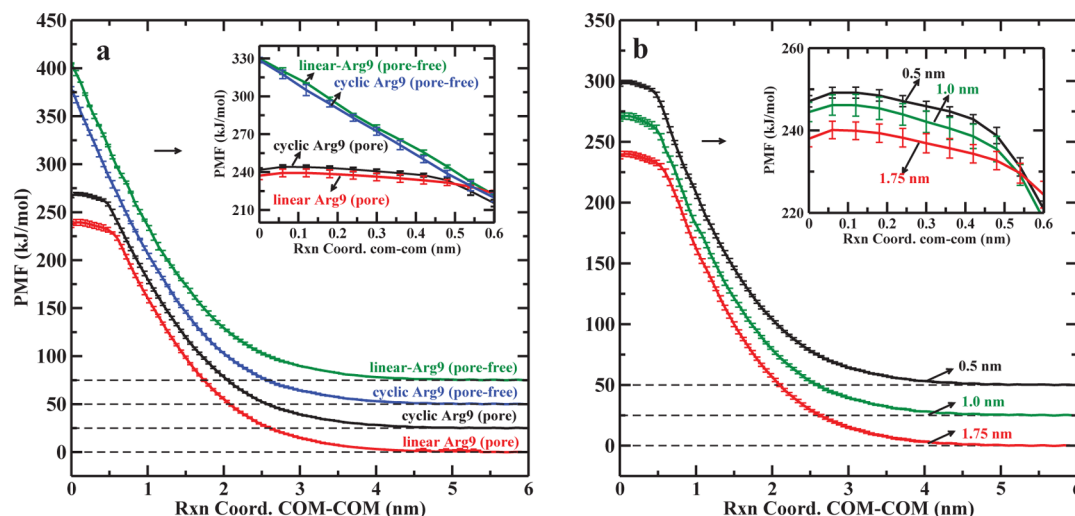 a
PMF (kJ/mol)
450
400
350
300
250
200
150
100
50
0
0
1
2
3
4
5
6
Rxn Coord. COM-COM (nm)
linear-Arg9 (pore-free)
cyclic Arg9 (pore-free)
cyclic Arg9 (pore)
linear Arg9 (pore)
PMF (kJ/mol)
330
300
270
240
210
0
0.1
0.2
0.3
0.4
0.5
0.6
Rxn Coord. com-com (nm)
linear-Arg9 (pore-free)
cyclic Arg9 (pore-free)
cyclic Arg9 (pore)
linear Arg9 (pore)
b
PMF (kJ/mol)
350
300
250
200
150
100
50
0
0
1
2
3
4
5
6
Rxn Coord. COM-COM (nm)
0.5 nm
1.0 nm
1.75 nm
PMF (kJ/mol)
260
240
220
0
0.1
0.2
0.3
0.4
0.5
0.6
Rxn Coord. com-com (nm)
0.5 nm
1.0 nm
1.75 nm